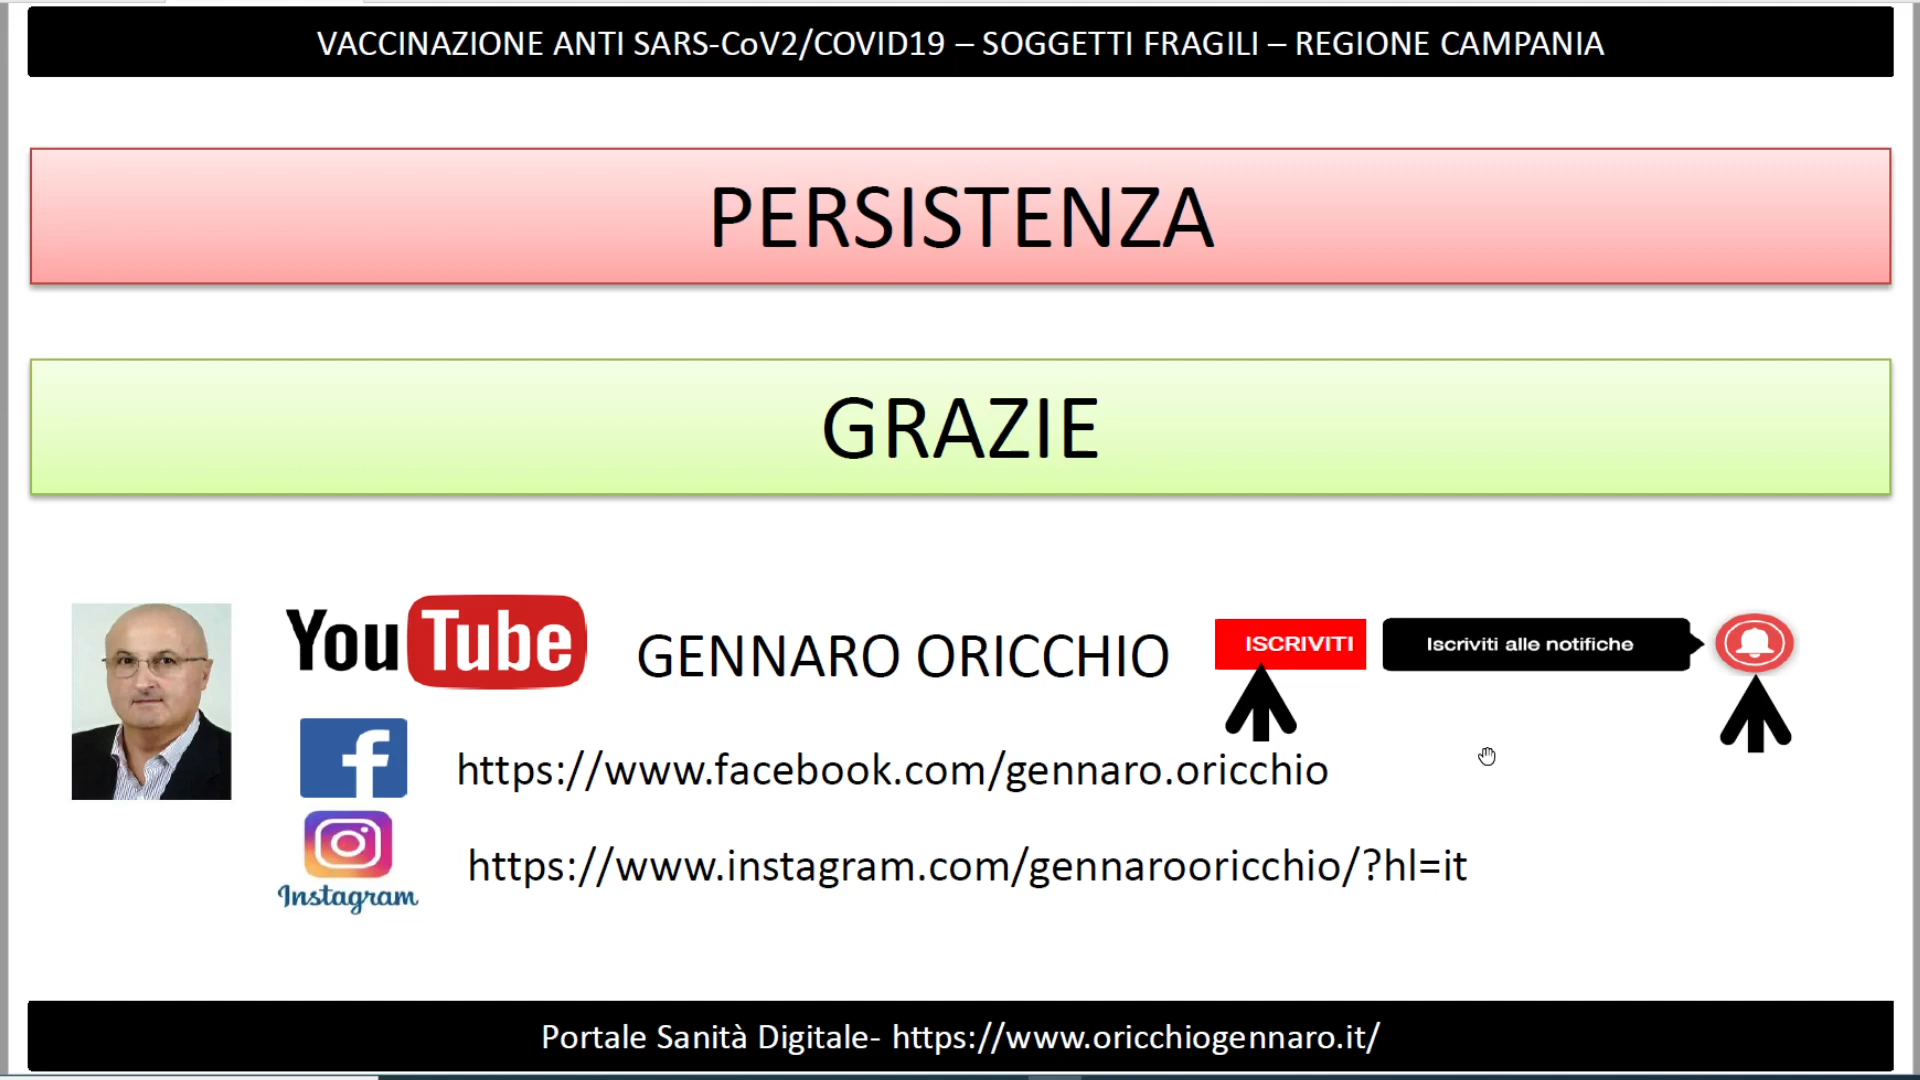 VACCINAZIONE ANTI SARS-CoV2/COVID19 – SOGGETTI FRAGILI – REGIONE CAMPANIA
PERSISTENZA
GRAZIE
YouTube GENNARO ORICCHIO ISCRIVITI Iscriviti alle notifiche
f https://www.facebook.com/gennaro.oricchio
Instagram https://www.instagram.com/gennarooricchio/?hl=it
Portale Sanità Digitale- https://www.oricchiogennaro.it/